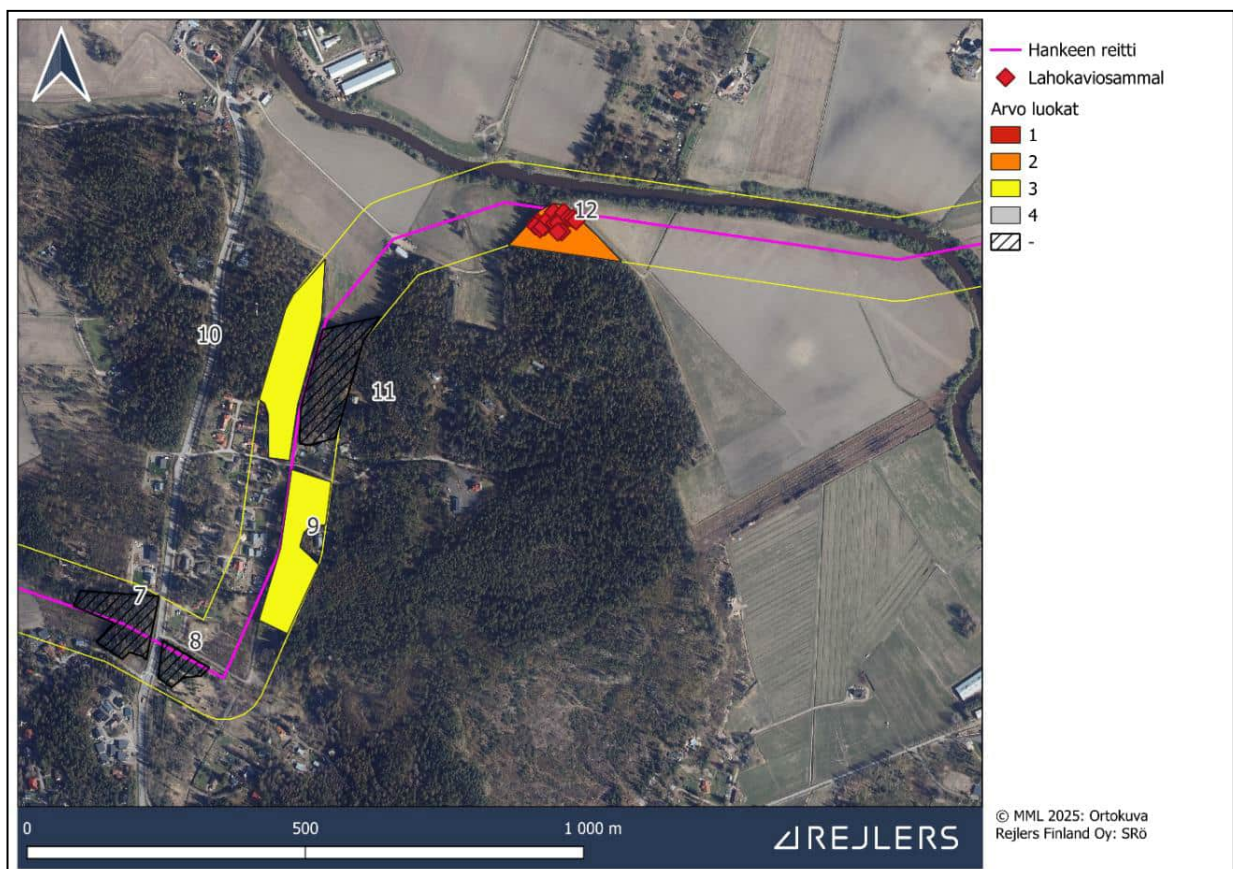 Hankeen reitti
Lahokaviosammal
Arvo luokat
1
2
3
4
-
12
10
11
9
7
8
0 500 1 000 m
REJLERS
© MML 2025: Ortokuva
Rejlers Finland Oy: SRö